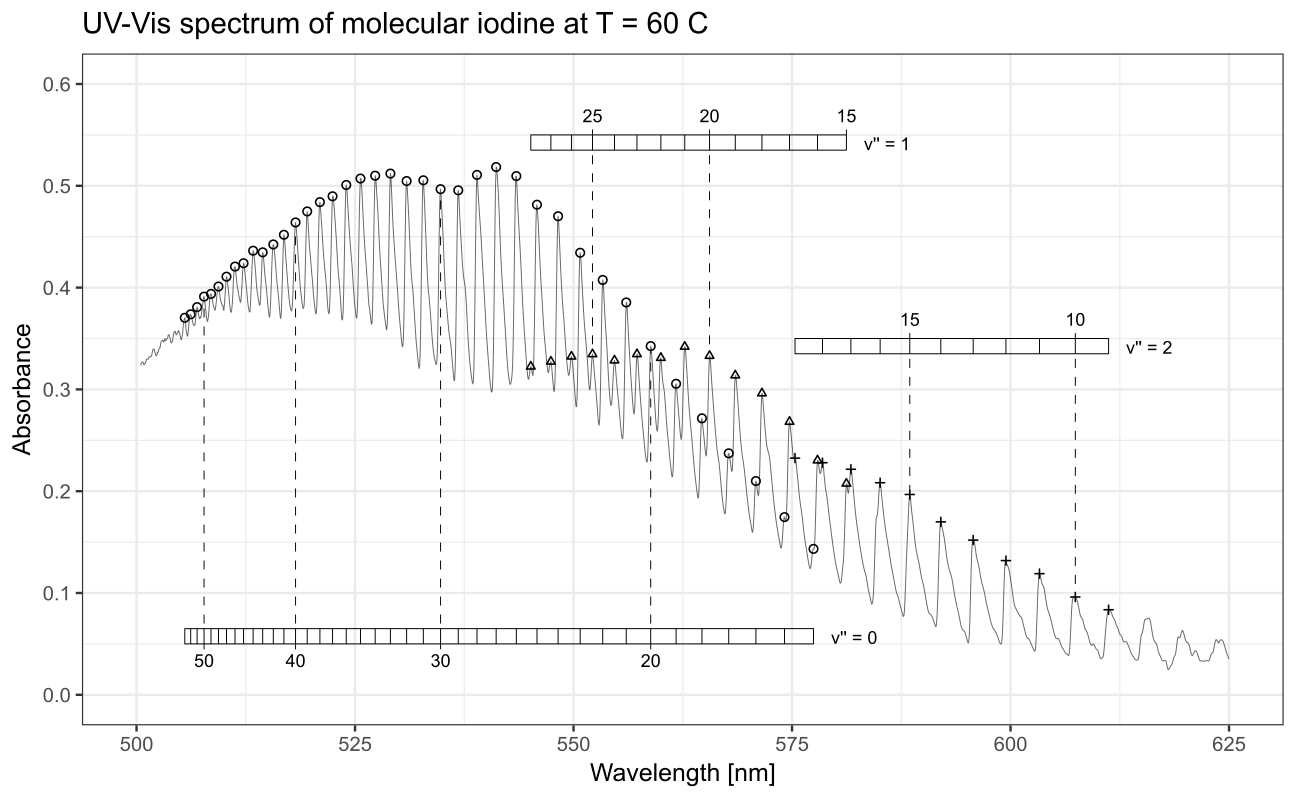 UV-Vis spectrum of molecular iodine at T = 60 C
0.6
0.5
0.4
0.3
0.2
0.1
0.0
Absorbance
25 20 15
v" = 1
15 10
v" = 2
v" = 0
50 40 30 20
500 525 550 575 600 625
Wavelength [nm]